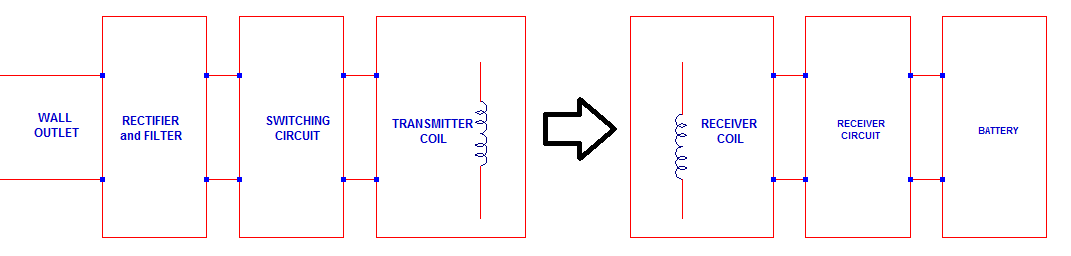 WALL
OUTLET
RECTIFIER
and FILTER
SWITCHING
CIRCUIT
TRANSMITTER
COIL
RECEIVER
COIL
RECEIVER
CIRCUIT
BATTERY